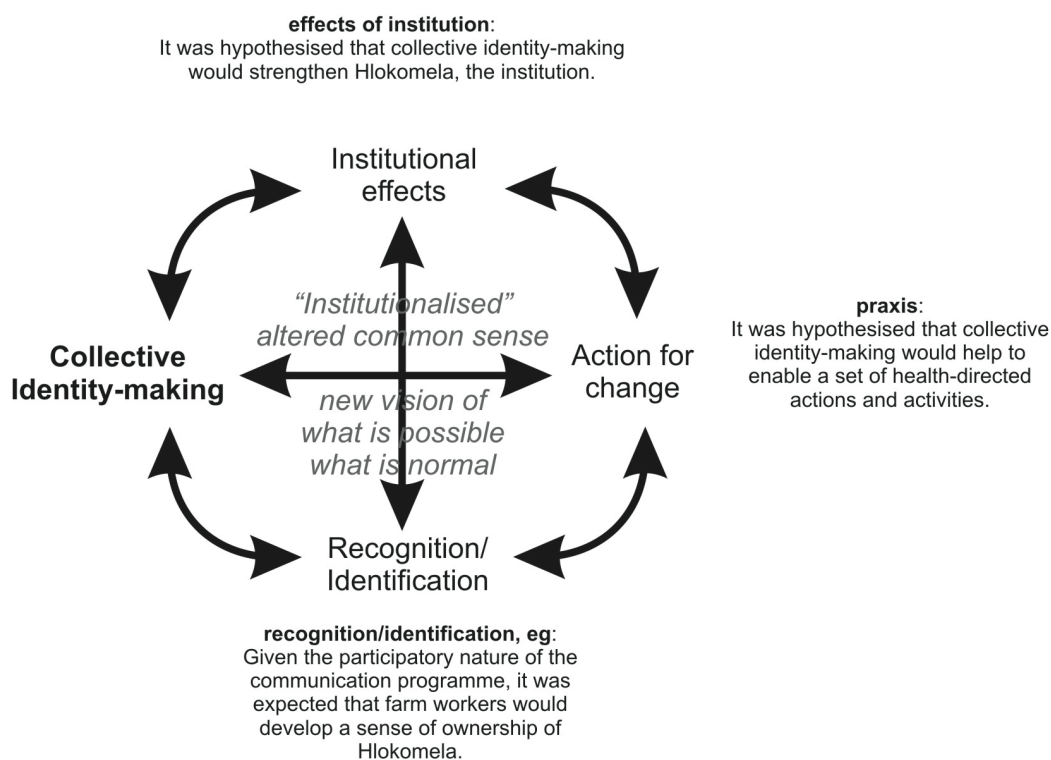 effects of institution:
It was hypothesised that collective identity-making
would strengthen Hlokomela, the institution.
Institutional
effects
“Institutionalised”
altered common sense
Collective
Identity-making
Action for
change
praxis:
It was hypothesised that collective
identity-making would help to
enable a set of health-directed
actions and activities.
new vision of
what is possible
what is normal
Recognition/
Identification
recognition/identification, eg:
Given the participatory nature of the
communication programme, it was
expected that farm workers would
develop a sense of ownership of
Hlokomela.